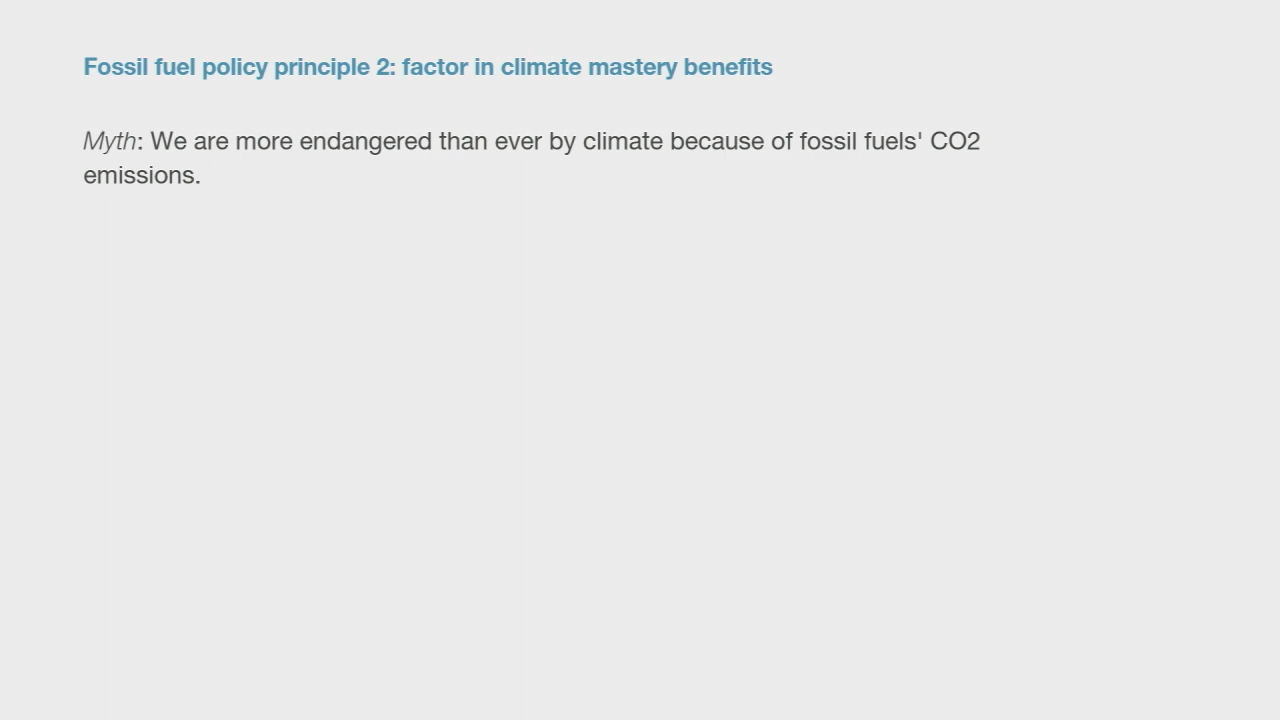 Fossil fuel policy principle 2: factor in climate mastery benefits
Myth: We are more endangered than ever by climate because of fossil fuels' CO2
emissions.